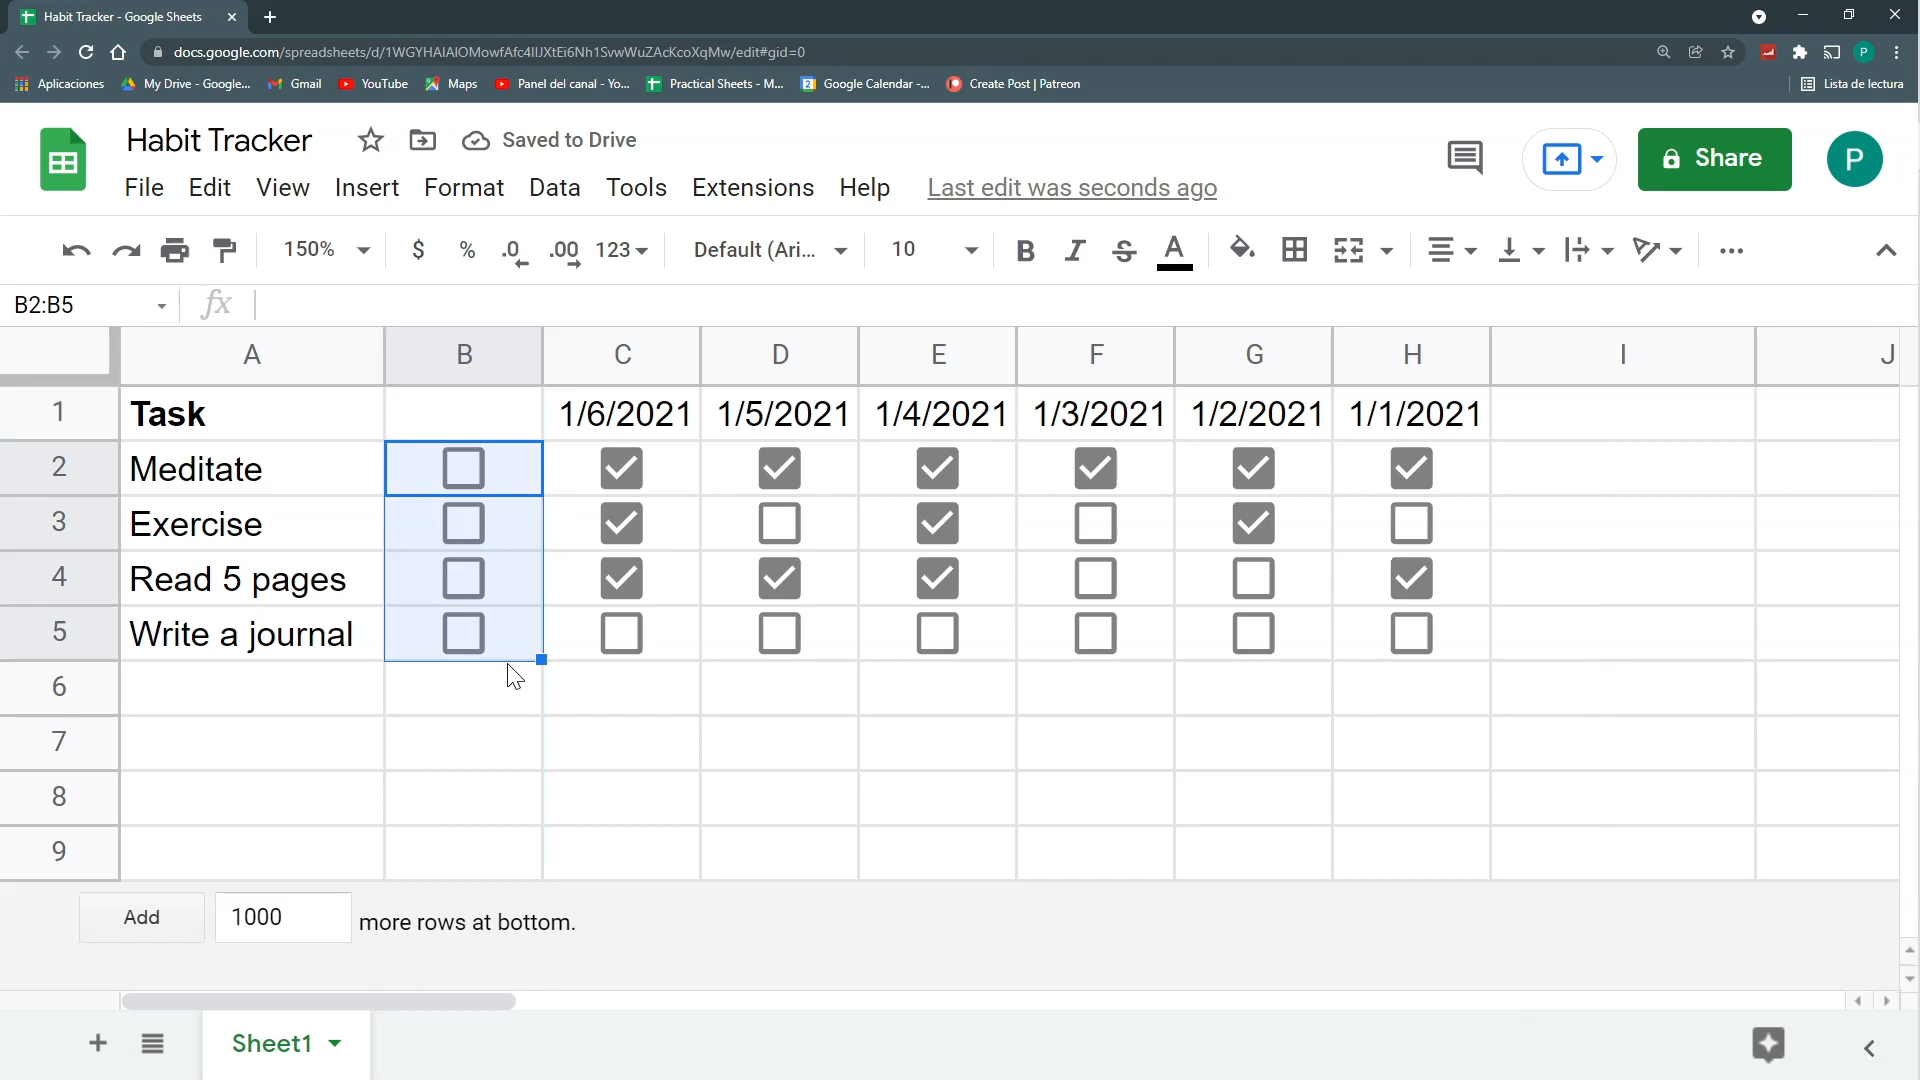 Habit Tracker - Google Sheets
docs.google.com/spreadsheets/d/1WGYHAIAIOMowfAfc4IIJXtEi6Nh1SvwWuZAcKcoXqMw/edit#gid=0
Aplicaciones My Drive - Google... Gmail YouTube Maps Panel del canal - Yo... Practical Sheets - M... Google Calendar -... Create Post | Patreon Lista de lectura
Habit Tracker Saved to Drive
Share P
File Edit View Insert Format Data Tools Extensions Help Last edit was seconds ago
150% $ % .0 .00 123 Default (Ari... 10 B I S A
B2:B5 fx
A B C D E F G H I J
1 Task 1/6/2021 1/5/2021 1/4/2021 1/3/2021 1/2/2021 1/1/2021
2 Meditate
3 Exercise
4 Read 5 pages
5 Write a journal
6
7
8
9
Add 1000 more rows at bottom.
Sheet1